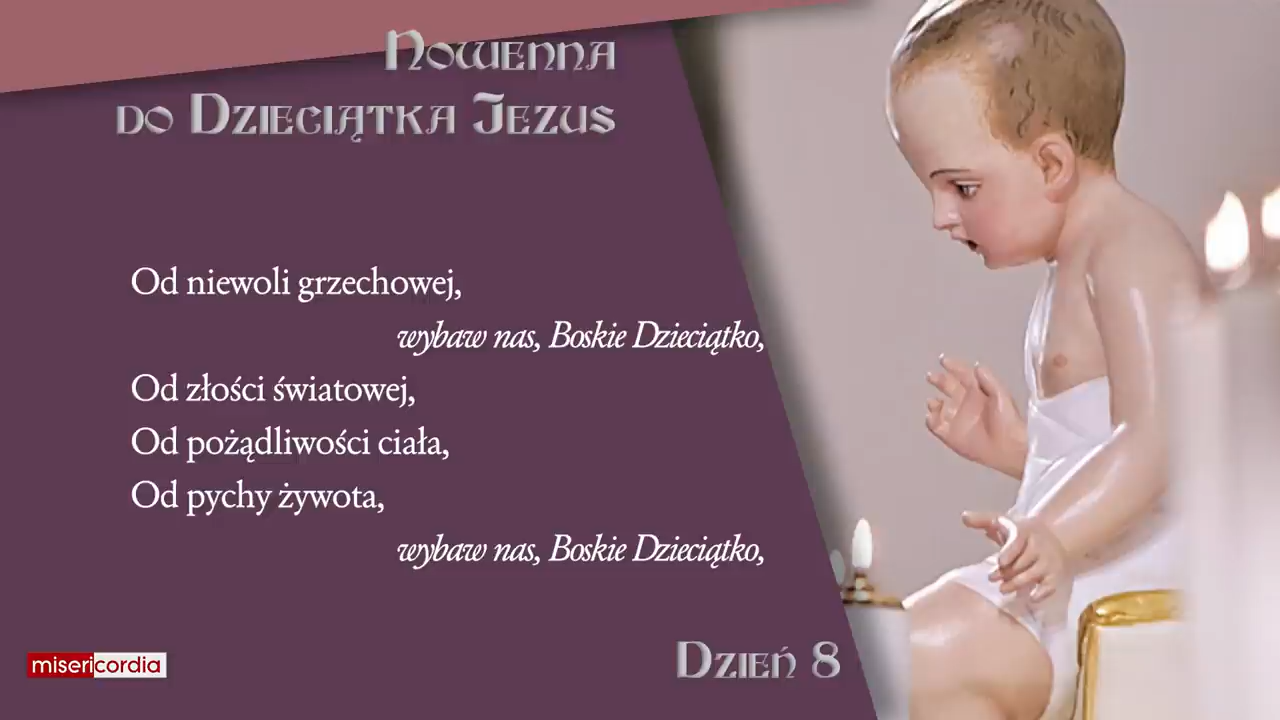 Nowenna
do Dzieciątka Jezus
Od niewoli grzechowej,
wybaw nas, Boskie Dzieciątko,
Od złości światowej,
Od pożądliwości ciała,
Od pychy żywota,
wybaw nas, Boskie Dzieciątko,
misericordia
Dzień 8